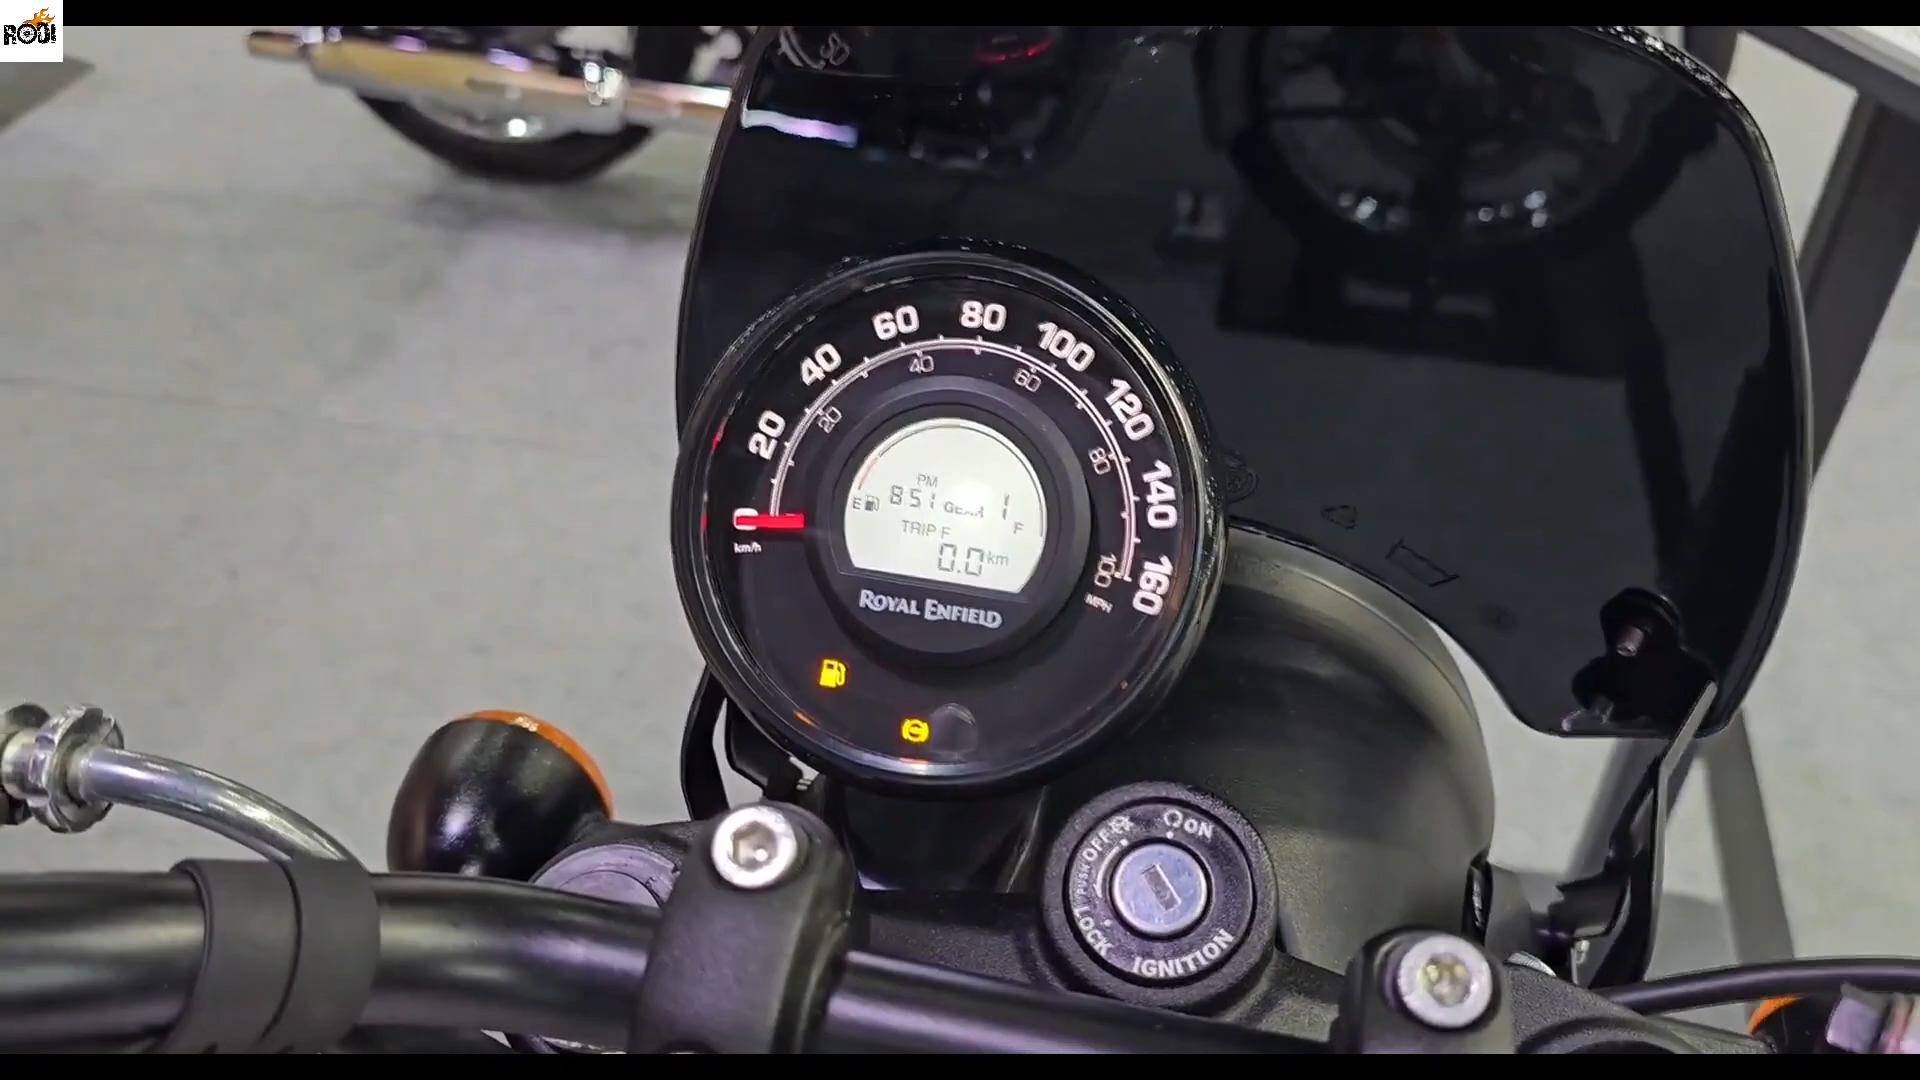 RODI
20
40
60
80
100
120
140
160
km/h
20
40
60
80
100
MPH
PM
8:51 GEAR 1
E F
TRIP F
0.0 km
ROYAL ENFIELD
OFF ON
PUSH
LOCK
IGNITION